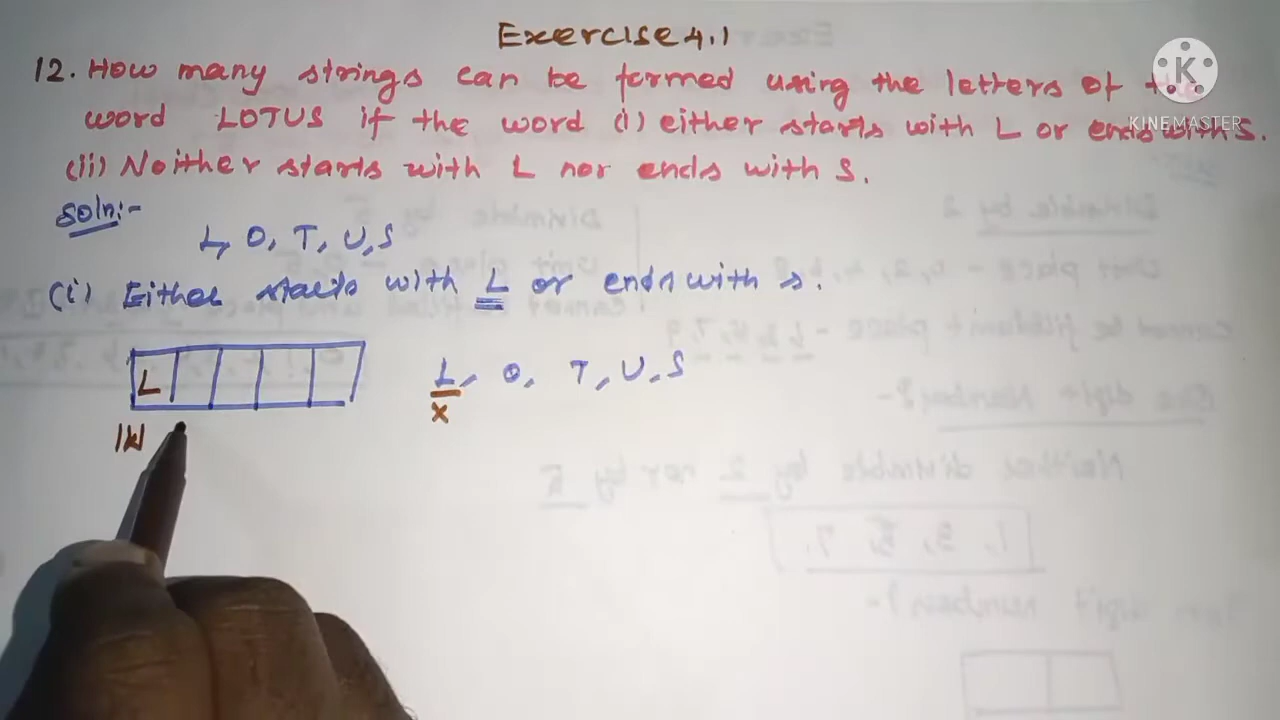 Exercise 4.1
12. How many strings can be formed using the letters of the
word LOTUS if the word (i) either starts with L or ends with S.
(ii) Neither starts with L nor ends with S.
Soln:-
L, O, T, U, S
(i) Either starts with L or ends with S.
L
L, O, T, U, S
X
1W
K
KINEMASTER